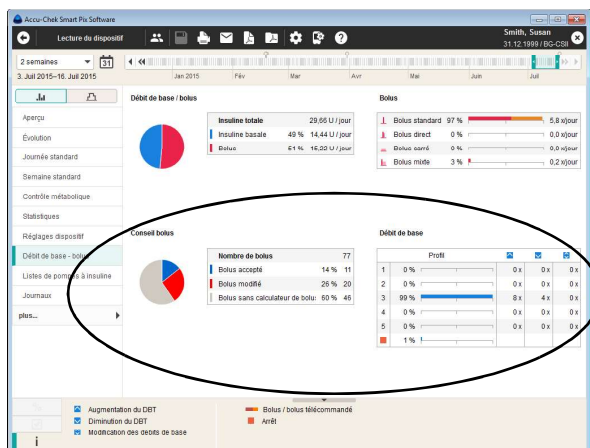 Accu-Chek Smart Pix Software
Lecture du dispositif
Smith, Susan
31.12.1999 / BG-CSII
2 semaines
31
3. Juil 2015–16. Juil 2015
Jan 2015 Fév Mar Avr Mai Juin Juil
Aperçu
Évolution
Journée standard
Semaine standard
Contrôle métabolique
Statistiques
Réglages dispositif
Débit de base - bolus
Listes de pompes à insuline
Journaux
plus...
Débit de base / bolus
Insuline totale 29,66 U / jour
Insuline basale 49 % 14,44 U / jour
Bolus 51 % 15,22 U / jour
Bolus
Bolus standard 97 % 5,8 x/jour
Bolus direct 0 % 0,0 x/jour
Bolus carré 0 % 0,0 x/jour
Bolus mixte 3 % 0,2 x/jour
Conseil bolus
Nombre de bolus 77
Bolus accepté 14 % 11
Bolus modifié 26 % 20
Bolus sans calculateur de bolu: 60 % 46
Débit de base
Profil
1 0 % 0 x 0 x 0 x
2 0 % 0 x 0 x 0 x
3 99 % 8 x 4 x 0 x
4 0 % 0 x 0 x 0 x
5 0 % 0 x 0 x 0 x
1 %
Augmentation du DBT
Diminution du DBT
Modification des débits de base
Bolus / bolus télécommandé
Arrêt